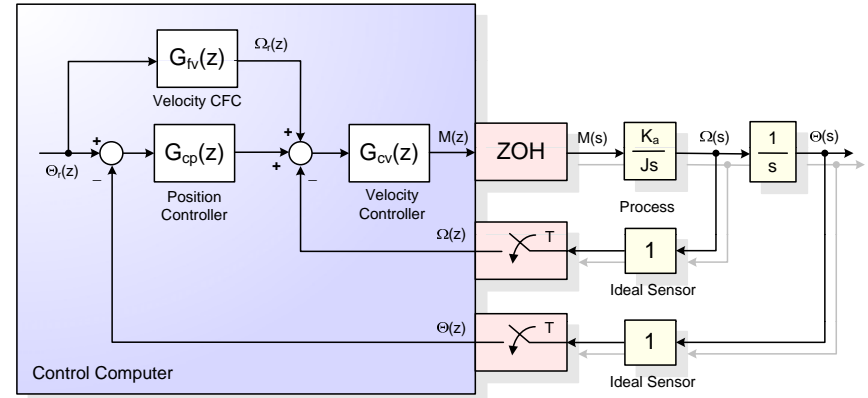 G_fv(z)
Ω_r(z)
Velocity CFC
+
+
Θ_r(z)
_
G_cp(z)
Position
Controller
+
_
G_cv(z)
Velocity
Controller
M(z)
ZOH
M(s)
K_a
Js
Process
Ω(s)
1
s
Θ(s)
Ω(z)
T
1
Ideal Sensor
Θ(z)
T
1
Ideal Sensor
Control Computer